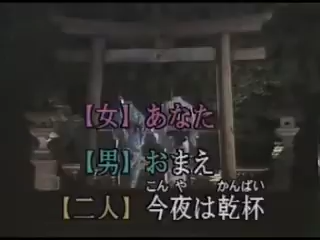 【女】あなた
【男】おまえ
こんや かんぱい
【二人】今夜は乾杯